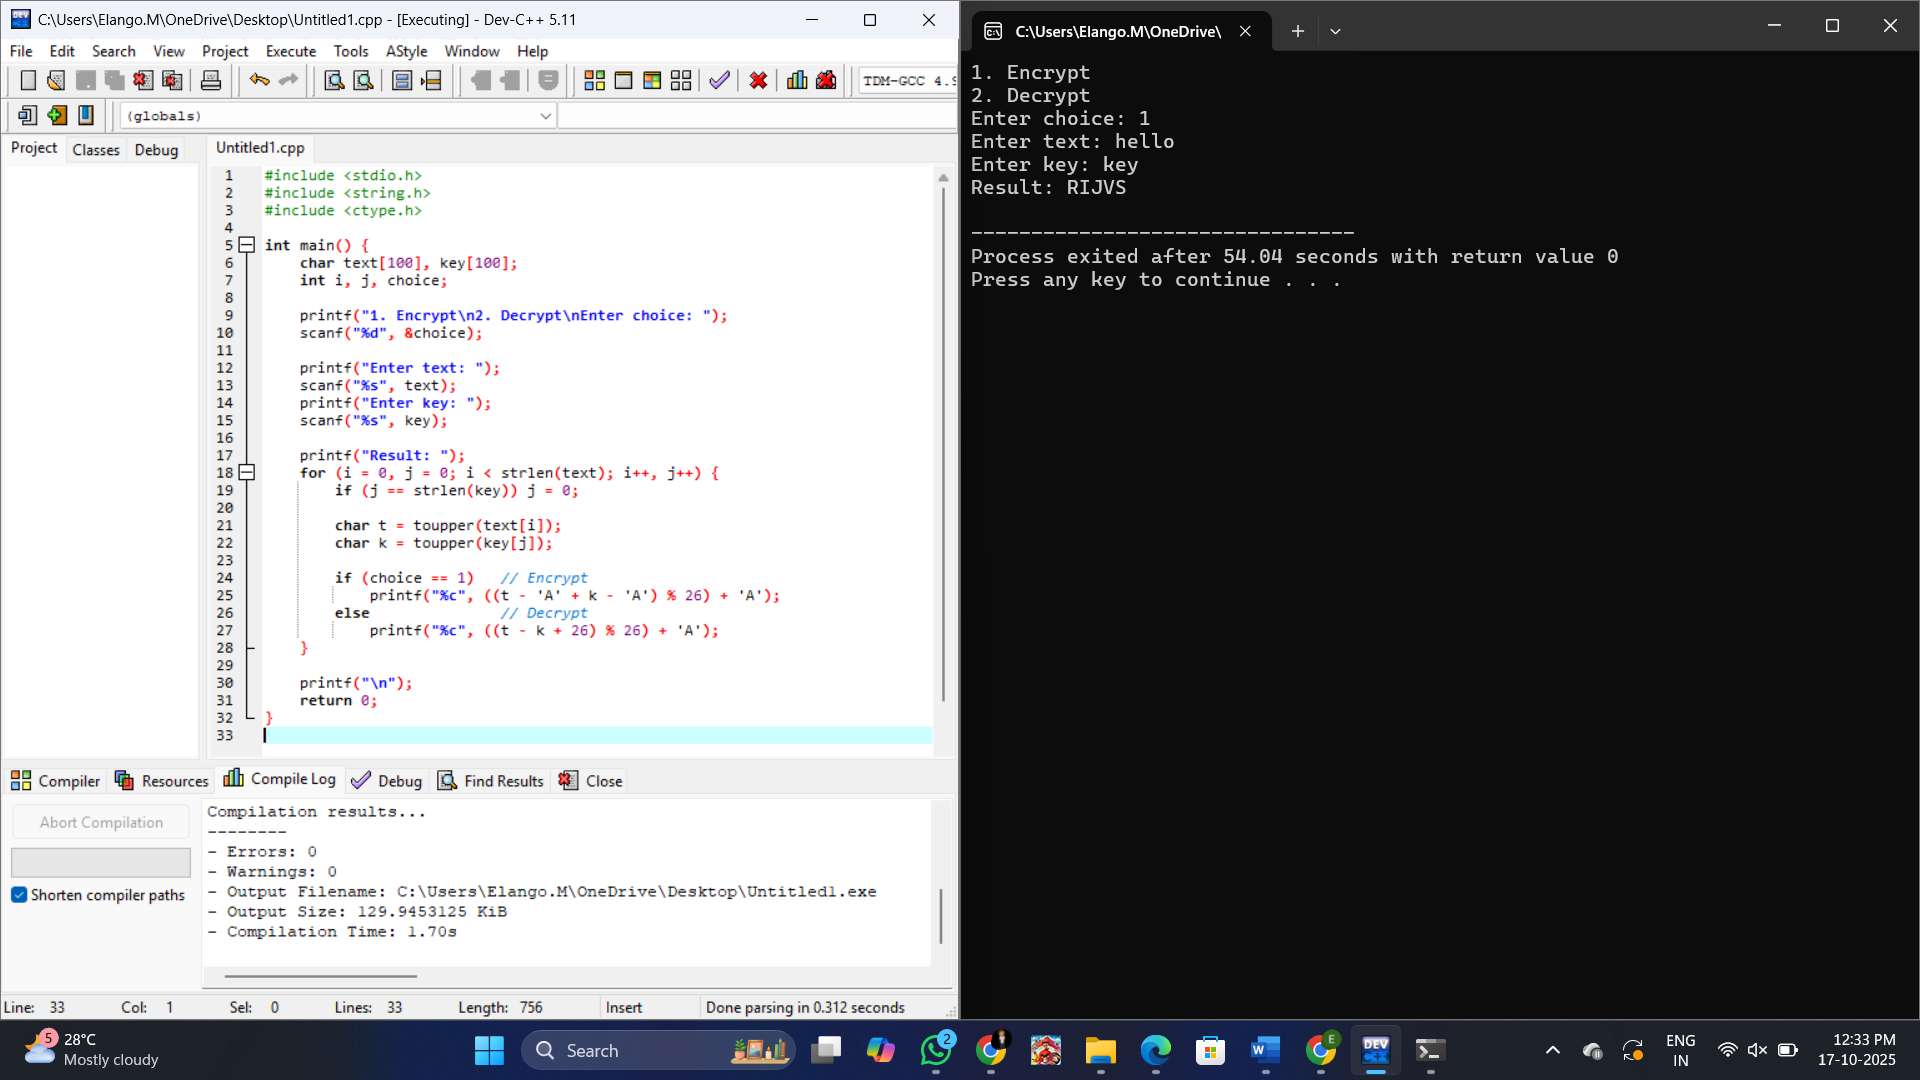 C:\Users\Elango.M\OneDrive\Desktop\Untitled1.cpp - [Executing] - Dev-C++ 5.11
File Edit Search View Project Execute Tools AStyle Window Help
TDM-GCC 4.9
(globals)
Project Classes Debug
Untitled1.cpp
1 #include <stdio.h>
2 #include <string.h>
3 #include <ctype.h>
4
5 int main() {
6 char text[100], key[100];
7 int i, j, choice;
8
9 printf("1. Encrypt\n2. Decrypt\nEnter choice: ");
10 scanf("%d", &choice);
11
12 printf("Enter text: ");
13 scanf("%s", text);
14 printf("Enter key: ");
15 scanf("%s", key);
16
17 printf("Result: ");
18 for (i = 0, j = 0; i < strlen(text); i++, j++) {
19 if (j == strlen(key)) j = 0;
20
21 char t = toupper(text[i]);
22 char k = toupper(key[j]);
23
24 if (choice == 1) // Encrypt
25 printf("%c", ((t - 'A' + k - 'A') % 26) + 'A');
26 else // Decrypt
27 printf("%c", ((t - k + 26) % 26) + 'A');
28 }
29
30 printf("\n");
31 return 0;
32 }
33
Compiler Resources Compile Log Debug Find Results Close
Abort Compilation
Shorten compiler paths
Compilation results...
--------
- Errors: 0
- Warnings: 0
- Output Filename: C:\Users\Elango.M\OneDrive\Desktop\Untitled1.exe
- Output Size: 129.9453125 KiB
- Compilation Time: 1.70s
Line: 33 Col: 1 Sel: 0 Lines: 33 Length: 756 Insert Done parsing in 0.312 seconds
C:\Users\Elango.M\OneDrive\
1. Encrypt
2. Decrypt
Enter choice: 1
Enter text: hello
Enter key: key
Result: RIJVS
--------------------------------
Process exited after 54.04 seconds with return value 0
Press any key to continue . . .
5
28°C
Mostly cloudy
Search
2
E
DEV
C++
ENG
IN
12:33 PM
17-10-2025